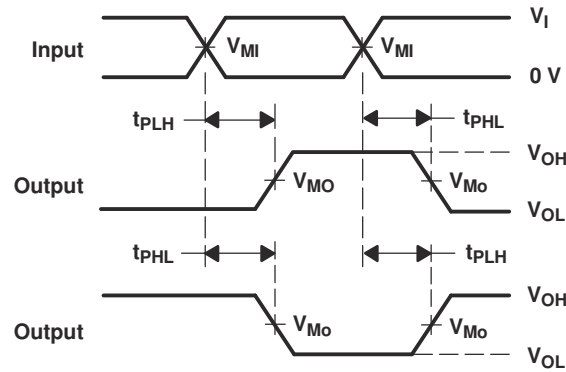 V_I
Input
V_MI
V_MI
0 V
t_PLH
t_PHL
V_OH
Output
V_MO
V_Mo
V_OL
t_PHL
t_PLH
V_OH
Output
V_Mo
V_Mo
V_OL